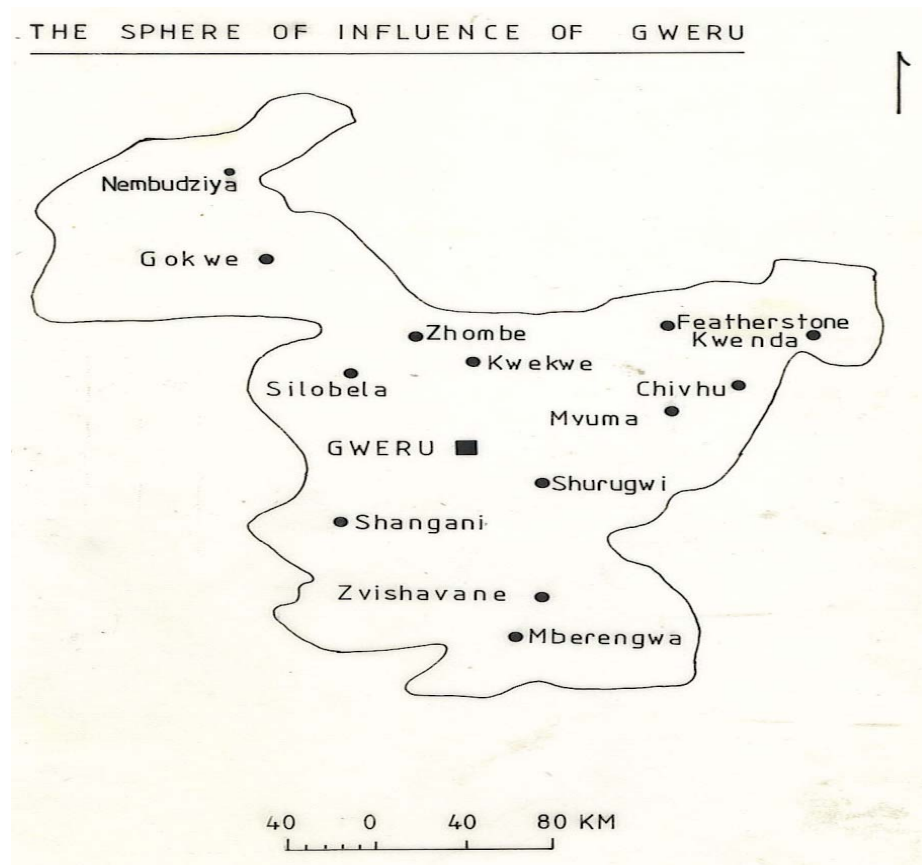 THE SPHERE OF INFLUENCE OF GWERU
Nembudziya
Gokwe
Zhombe
Featherstone
Kwenda
Kwekwe
Silobela
Chivhu
Mvuma
GWERU
Shurugwi
Shangani
Zvishavane
Mberengwa
40 0 40 80 KM